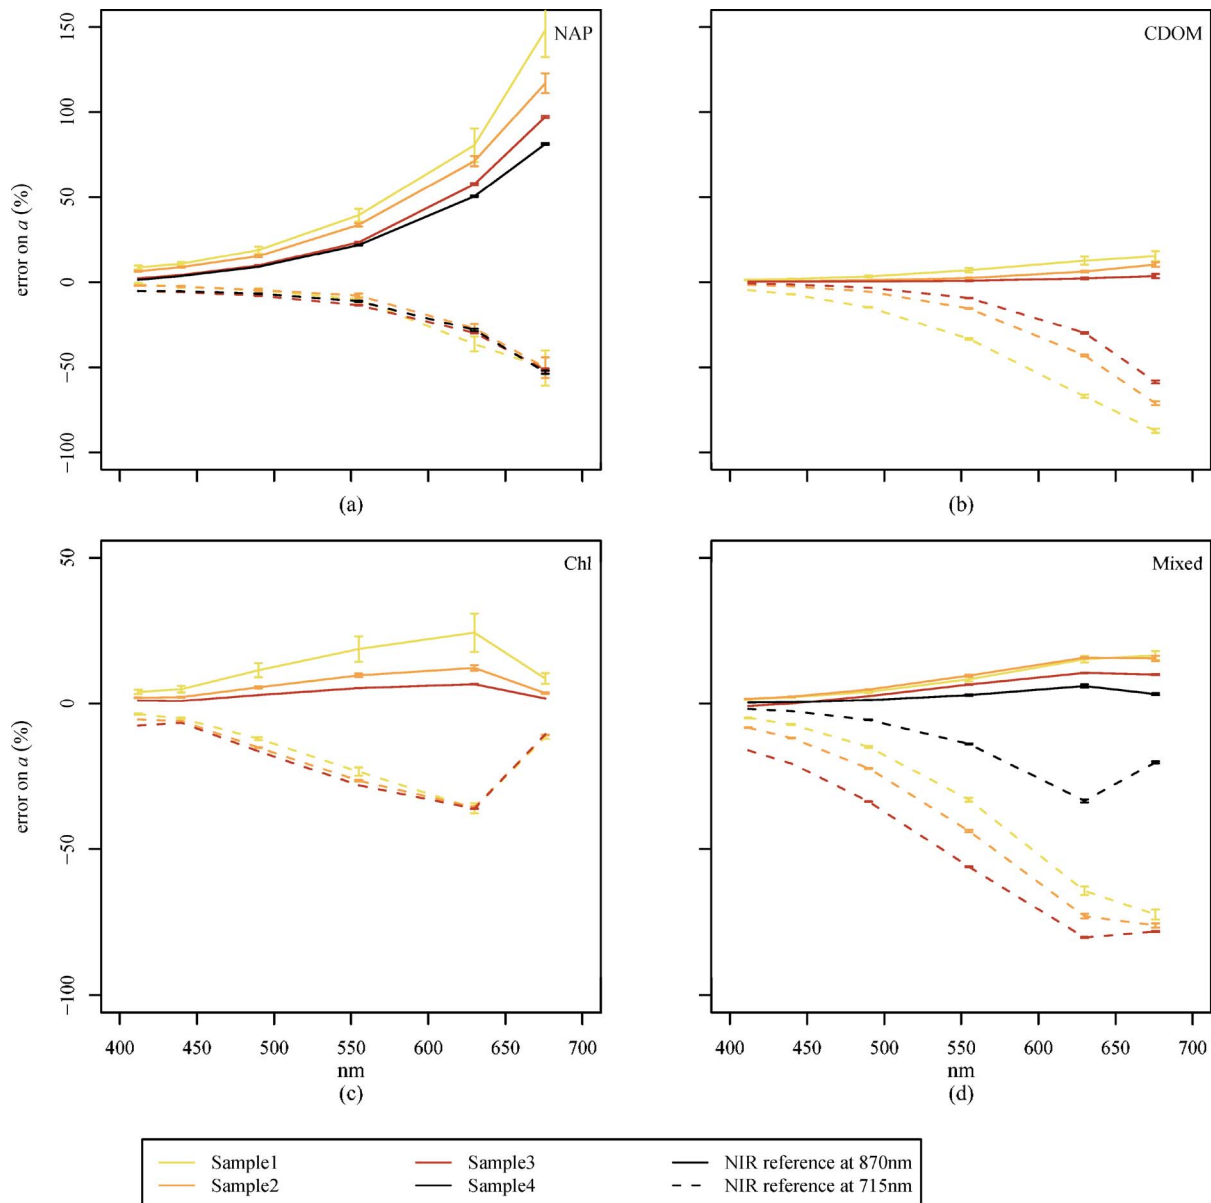 NAP
CDOM
error on a (%)
150
100
50
0
−50
−100
(a)
(b)
Chl
Mixed
error on a (%)
50
0
−50
−100
400 450 500 550 600 650 700
400 450 500 550 600 650 700
nm
nm
(c)
(d)
Sample1 Sample3 NIR reference at 870nm
Sample2 Sample4 NIR reference at 715nm